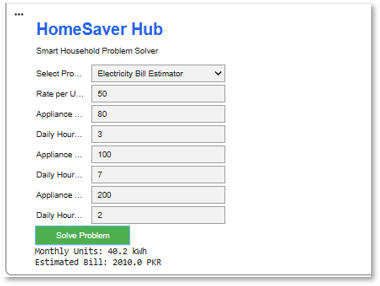 ...
HomeSaver Hub
Smart Household Problem Solver
Select Pro... Electricity Bill Estimator
Rate per U... 50
Appliance ... 80
Daily Hour... 3
Appliance ... 100
Daily Hour... 7
Appliance ... 200
Daily Hour... 2
Solve Problem
Monthly Units: 40.2 kWh
Estimated Bill: 2010.0 PKR